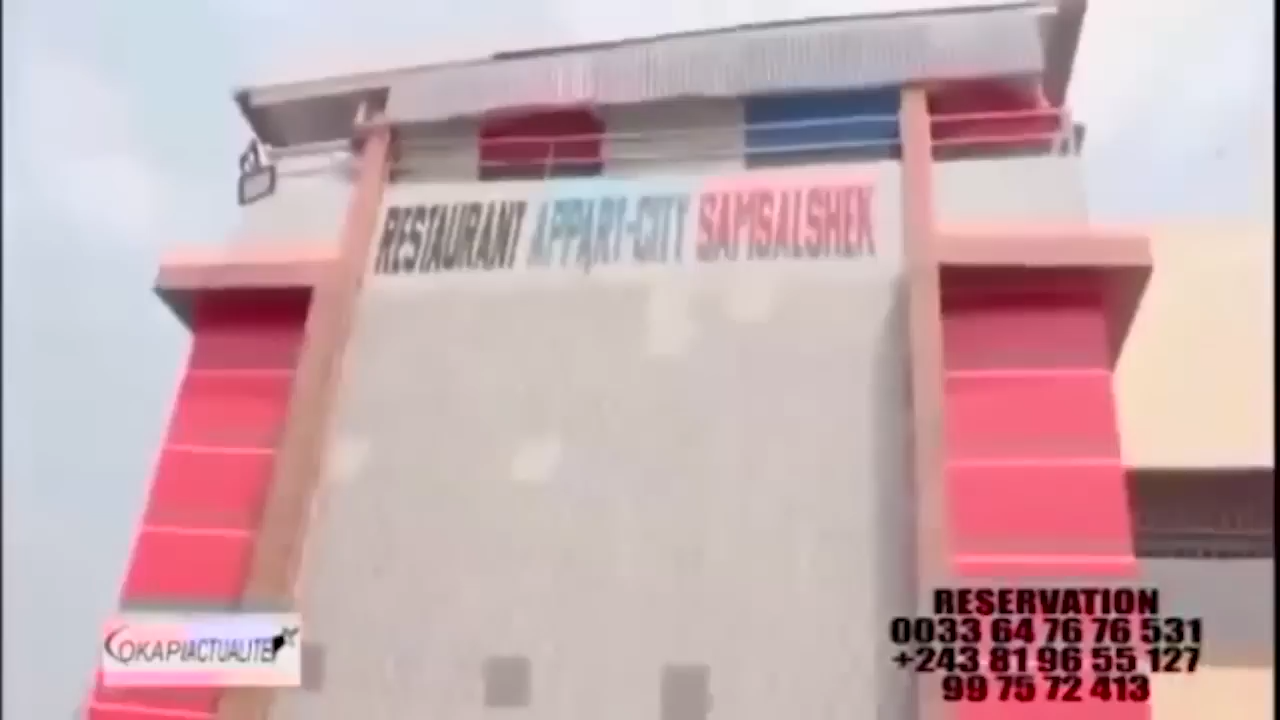 RESTAURANT APPART-CITY SAMSALSHEK
OKAPIACTUALITE
RESERVATION
0033 64 76 76 531
+243 81 96 55 127
99 75 72 413